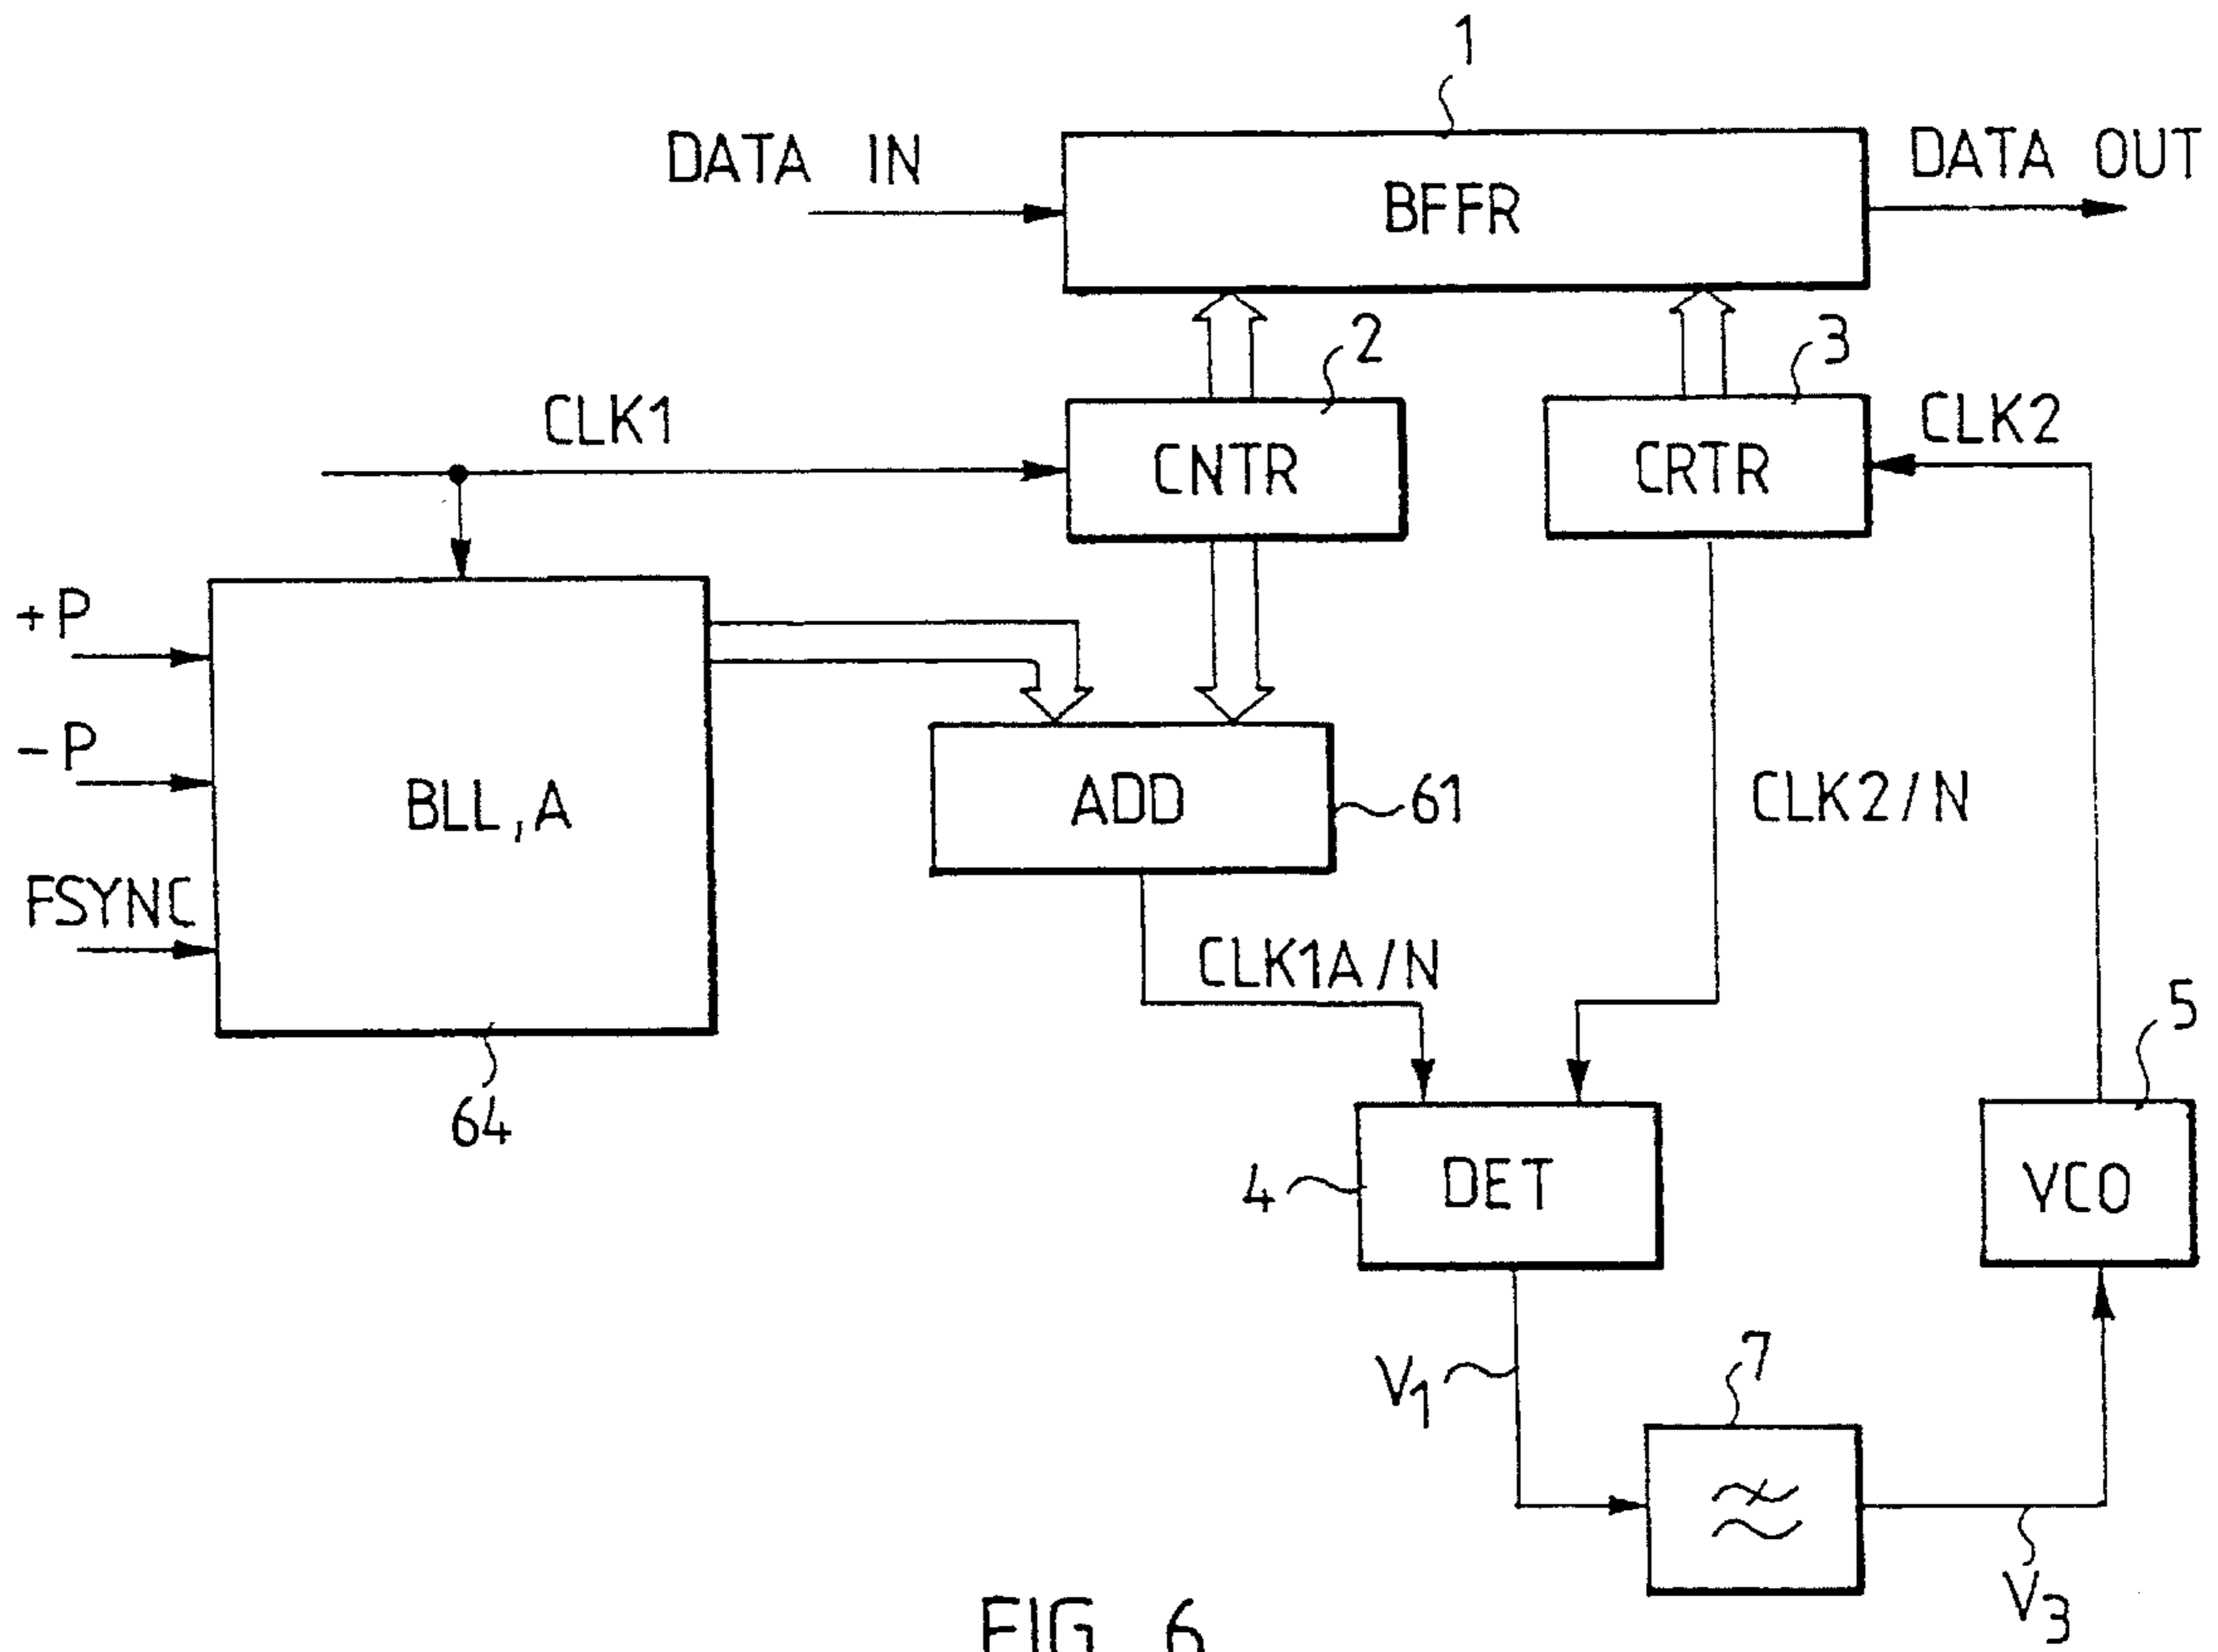 1
DATA IN
BFFR
DATA OUT
2
3
CLK1
CNTR
CRTR
CLK2
+P
-P
FSYNC
BLL,A
ADD
61
CLK2/N
CLK1A/N
64
4
DET
5
VCO
V1
7
V3
FIG. 6